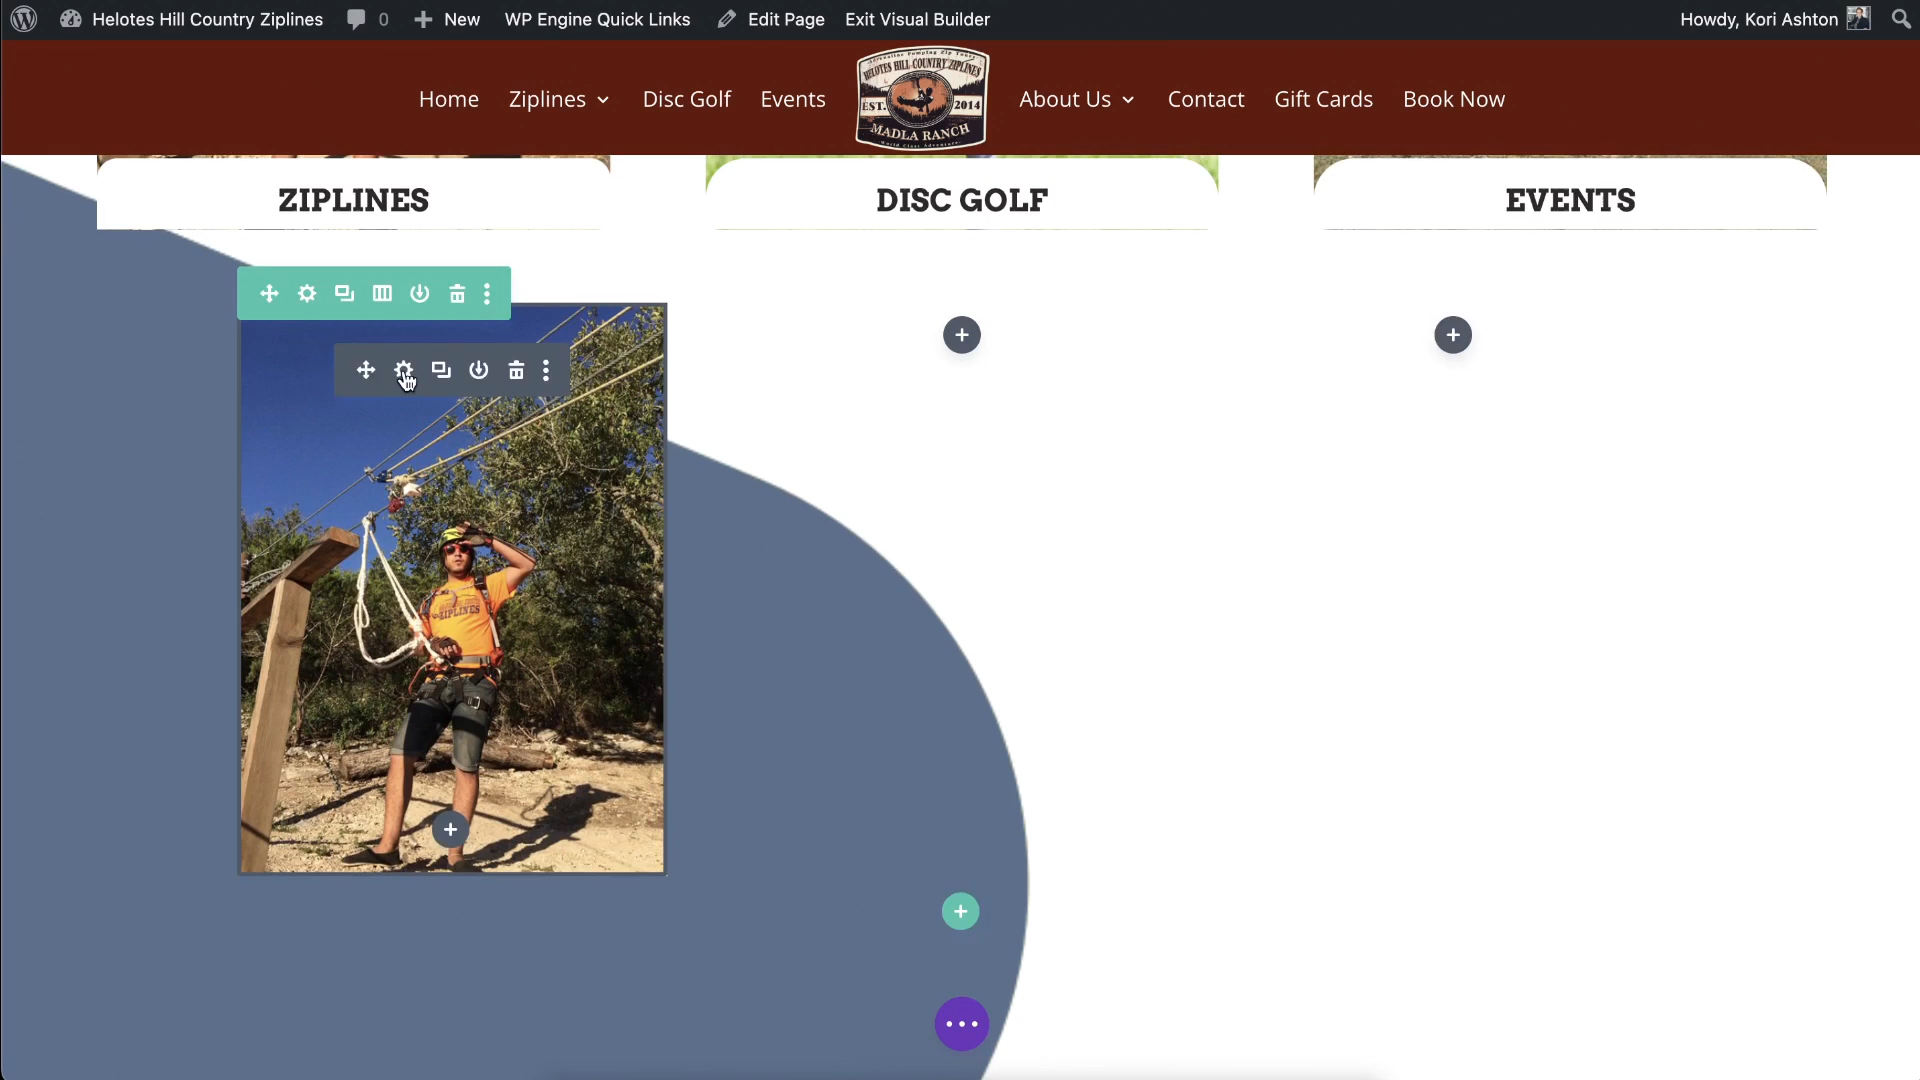 Helotes Hill Country Ziplines 0 New WP Engine Quick Links Edit Page Exit Visual Builder Howdy, Kori Ashton
Home Ziplines Disc Golf Events About Us Contact Gift Cards Book Now
HELOTES HILL COUNTRY ZIPLINES
EST. 2014
MADLA RANCH
ZIPLINES DISC GOLF EVENTS
ZIPLINES